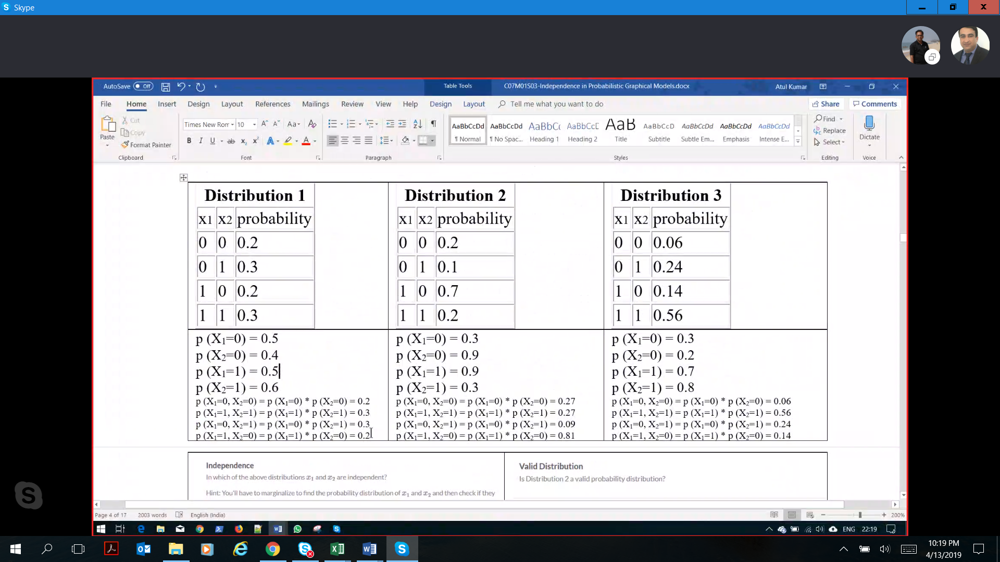 Skype
AutoSave Off
Table Tools
C07M01S03-Independence in Probabilistic Graphical Models.docx
Atul Kumar
File Home Insert Design Layout References Mailings Review View Help Design Layout Tell me what you want to do Share Comments
Paste
Cut
Copy
Format Painter
Clipboard
Times New Ror 10
Font
Paragraph
AaBbCcDd AaBbCcDd AaBbCc AaBbCcD AaB AaBbCcD AaBbCcDd AaBbCcDd AaBbCcDd
¶ Normal ¶ No Spac... Heading 1 Heading 2 Title Subtitle Subtle Em... Emphasis Intense E...
Styles
Find
Replace
Select
Editing
Dictate
Voice
Distribution 1
x1 x2 probability
0 0 0.2
0 1 0.3
1 0 0.2
1 1 0.3
Distribution 2
x1 x2 probability
0 0 0.2
0 1 0.1
1 0 0.7
1 1 0.2
Distribution 3
x1 x2 probability
0 0 0.06
0 1 0.24
1 0 0.14
1 1 0.56
p (X1=0) = 0.5
p (X2=0) = 0.4
p (X1=1) = 0.5
p (X2=1) = 0.6
p (X1=0, X2=0) = p (X1=0) * p (X2=0) = 0.2
p (X1=1, X2=1) = p (X1=1) * p (X2=1) = 0.3
p (X1=0, X2=1) = p (X1=0) * p (X2=1) = 0.3
p (X1=1, X2=0) = p (X1=1) * p (X2=0) = 0.2
p (X1=0) = 0.3
p (X2=0) = 0.9
p (X1=1) = 0.9
p (X2=1) = 0.3
p (X1=0, X2=0) = p (X1=0) * p (X2=0) = 0.27
p (X1=1, X2=1) = p (X1=1) * p (X2=1) = 0.27
p (X1=0, X2=1) = p (X1=0) * p (X2=1) = 0.09
p (X1=1, X2=0) = p (X1=1) * p (X2=0) = 0.81
p (X1=0) = 0.3
p (X2=0) = 0.2
p (X1=1) = 0.7
p (X2=1) = 0.8
p (X1=0, X2=0) = p (X1=0) * p (X2=0) = 0.06
p (X1=1, X2=1) = p (X1=1) * p (X2=1) = 0.56
p (X1=0, X2=1) = p (X1=0) * p (X2=1) = 0.24
p (X1=1, X2=0) = p (X1=1) * p (X2=0) = 0.14
Independence
In which of the above distributions x1 and x2 are independent?
Hint: You'll have to marginalize to find the probability distribution of x1 and x2 and then check if they
Valid Distribution
Is Distribution 2 a valid probability distribution?
Page 4 of 17 2003 words English (India) 200%
ENG 22:19
10:19 PM
4/13/2019